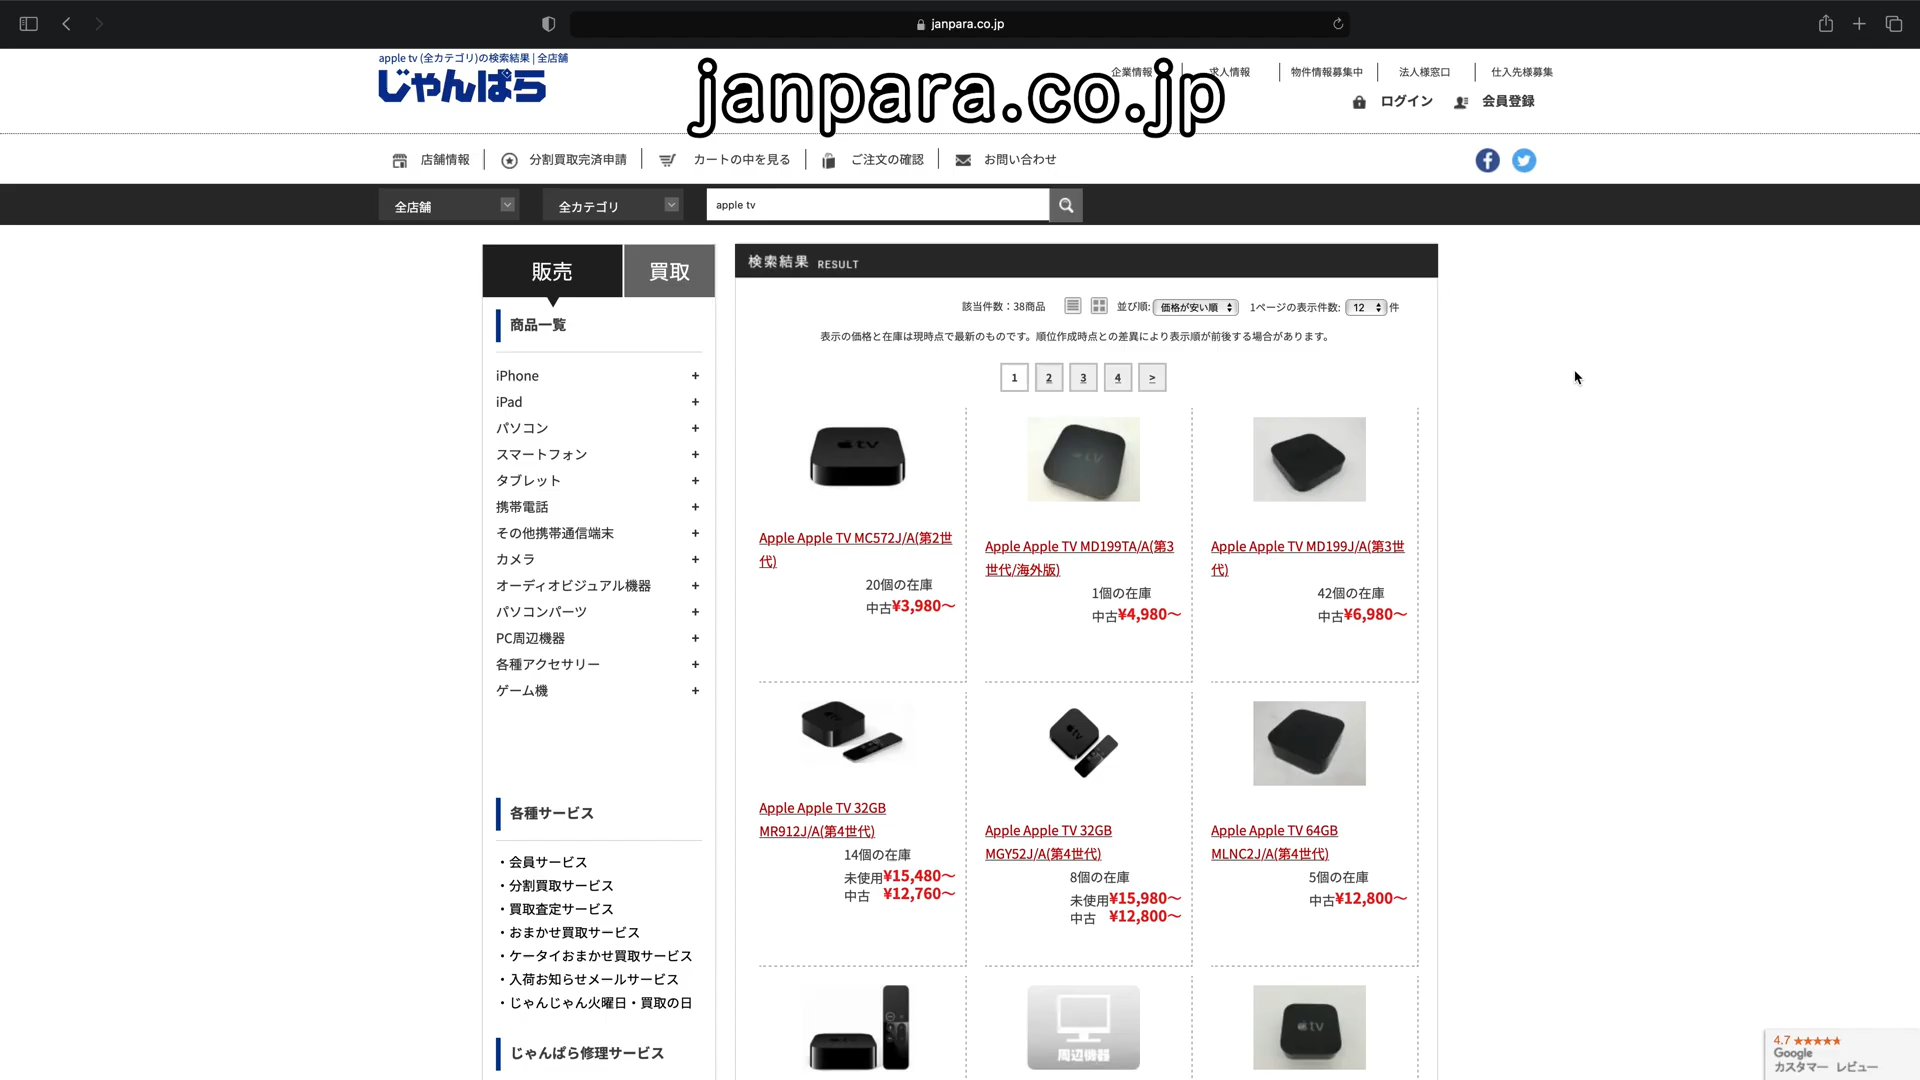 janpara.co.jp
apple tv (全カテゴリ)の検索結果 | 全店舗
じゃんぱら
janpara.co.jp
企業情報
求人情報
物件情報募集中
法人様窓口
仕入先様募集
ログイン
会員登録
店舗情報
分割買取完済申請
カートの中を見る
ご注文の確認
お問い合わせ
全店舗
全カテゴリ
apple tv
販売
買取
商品一覧
iPhone +
iPad +
パソコン +
スマートフォン +
タブレット +
携帯電話 +
その他携帯通信端末 +
カメラ +
オーディオビジュアル機器 +
パソコンパーツ +
PC周辺機器 +
各種アクセサリー +
ゲーム機 +
各種サービス
・会員サービス
・分割買取サービス
・買取査定サービス
・おまかせ買取サービス
・ケータイおまかせ買取サービス
・入荷お知らせメールサービス
・じゃんじゃん火曜日・買取の日
じゃんぱら修理サービス
検索結果 RESULT
該当件数：38商品
並び順: 価格が安い順
1ページの表示件数: 12 件
表示の価格と在庫は現時点で最新のものです。順位作成時点との差異により表示順が前後する場合があります。
1 2 3 4 >
tv
Apple Apple TV MC572J/A(第2世
代)
20個の在庫
中古¥3,980～
tv
Apple Apple TV MD199TA/A(第3
世代/海外版)
1個の在庫
中古¥4,980～
Apple Apple TV MD199J/A(第3世
代)
42個の在庫
中古¥6,980～
Apple Apple TV 32GB
MR912J/A(第4世代)
14個の在庫
未使用¥15,480～
中古 ¥12,760～
tv
Apple Apple TV 32GB
MGY52J/A(第4世代)
8個の在庫
未使用¥15,980～
中古 ¥12,800～
Apple Apple TV 64GB
MLNC2J/A(第4世代)
5個の在庫
中古¥12,800～
周辺機器
tv
4.7 ★★★★★
Google
カスタマー レビュー